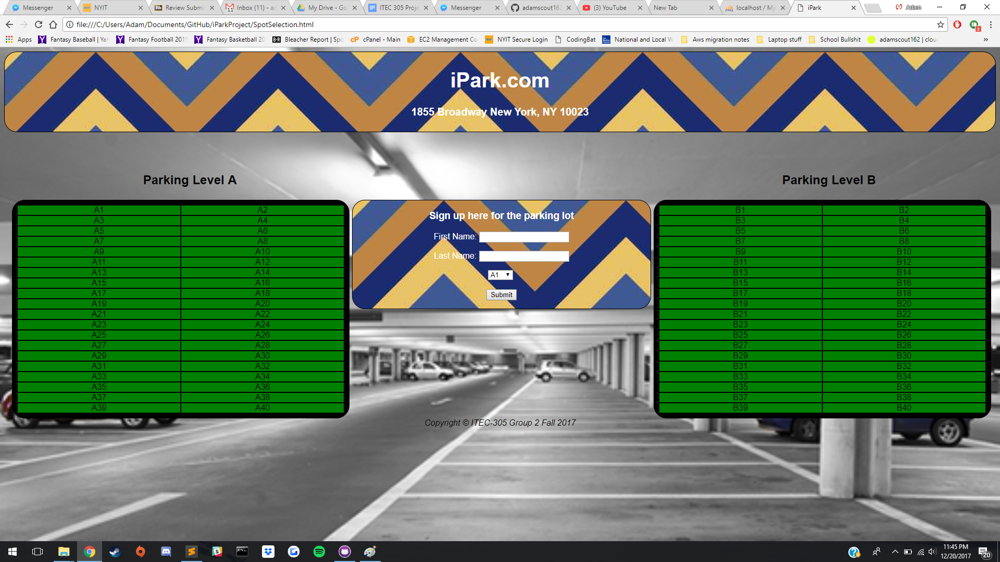 Messenger
NYIT
Review Submi
Inbox (11) - ac
My Drive - Go
ITEC 305 Proje
Messenger
adamscout162
(3) YouTube
New Tab
localhost / My
iPark
Adam
file:///C:/Users/Adam/Documents/GitHub/iParkProject/SpotSelection.html
Apps
Fantasy Baseball | Yah
Fantasy Football 2015
Fantasy Basketball 20
Bleacher Report | Spo
cPanel - Main
EC2 Management Co
NYIT Secure Login
CodingBat
National and Local W
Aws migration notes
Laptop stuff
School Bullshit
adamscout162 | clou
iPark.com
1855 Broadway New York, NY 10023
Parking Level A
A1 A2
A3 A4
A5 A6
A7 A8
A9 A10
A11 A12
A13 A14
A15 A16
A17 A18
A19 A20
A21 A22
A23 A24
A25 A26
A27 A28
A29 A30
A31 A32
A33 A34
A35 A36
A37 A38
A39 A40
Sign up here for the parking lot
First Name:
Last Name:
A1
Submit
Parking Level B
B1 B2
B3 B4
B5 B6
B7 B8
B9 B10
B11 B12
B13 B14
B15 B16
B17 B18
B19 B20
B21 B22
B23 B24
B25 B26
B27 B28
B29 B30
B31 B32
B33 B34
B35 B36
B37 B38
B39 B40
Copyright © ITEC-305 Group 2 Fall 2017
11:45 PM
12/20/2017
20